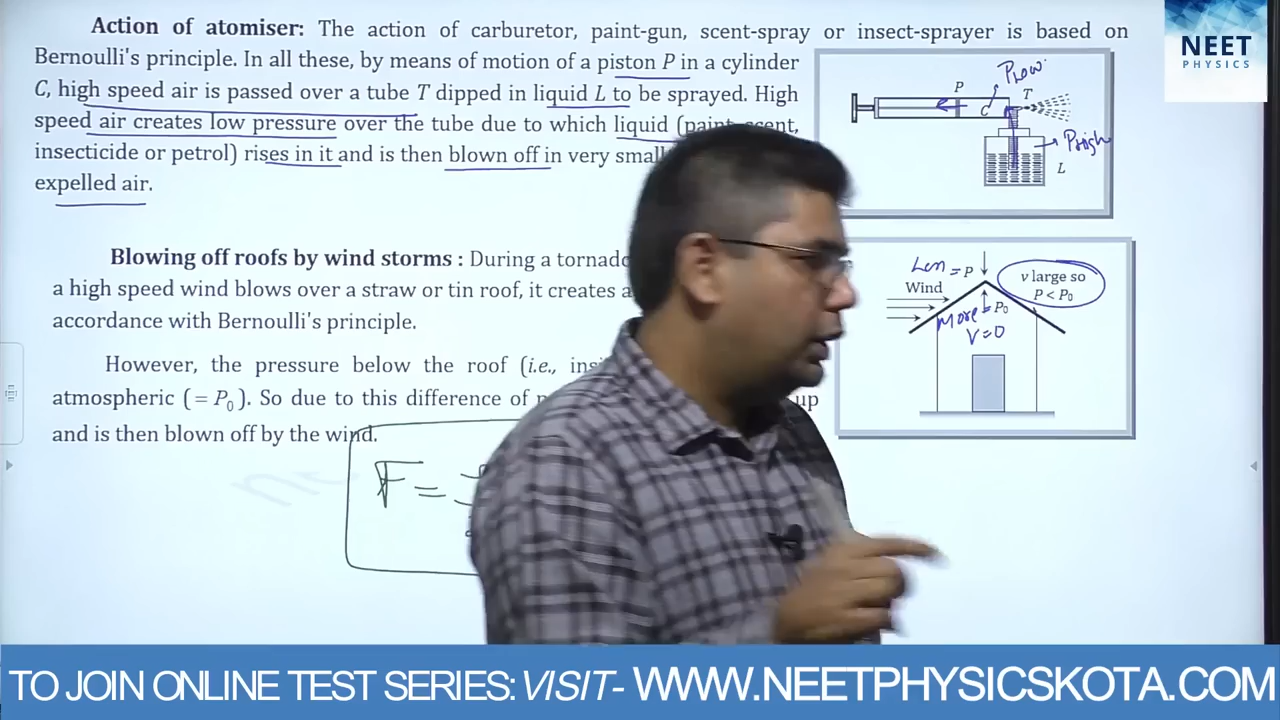 Action of atomiser: The action of carburetor, paint-gun, scent-spray or insect-sprayer is based on
Bernoulli's principle. In all these, by means of motion of a piston P in a cylinder
C, high speed air is passed over a tube T dipped in liquid L to be sprayed. High
speed air creates low pressure over the tube due to which liquid (paint, scent,
insecticide or petrol) rises in it and is then blown off in very small
expelled air.
Plow
P
T
C
Phigh
L
NEET
PHYSICS
Blowing off roofs by wind storms : During a tornado
a high speed wind blows over a straw or tin roof, it creates a
accordance with Bernoulli's principle.
However, the pressure below the roof (i.e., ins
atmospheric (= P₀). So due to this difference of up
and is then blown off by the wind.
= P
Wind
v large so
P < P₀
More = P₀
V=0
F =
TO JOIN ONLINE TEST SERIES: VISIT- WWW.NEETPHYSICSKOTA.COM